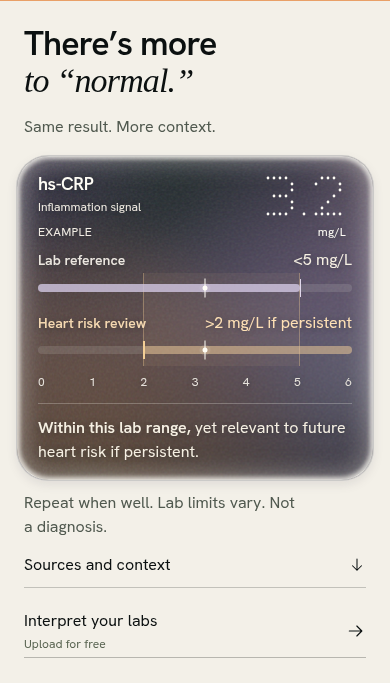 There’s more
to “normal.”
Same result. More context.
hs-CRP
3.2
Inflammation signal
EXAMPLE
mg/L
Lab reference
<5 mg/L
Heart risk review
>2 mg/L if persistent
0 1 2 3 4 5 6
Within this lab range, yet relevant to future
heart risk if persistent.
Repeat when well. Lab limits vary. Not
a diagnosis.
Sources and context ↓
Interpret your labs →
Upload for free